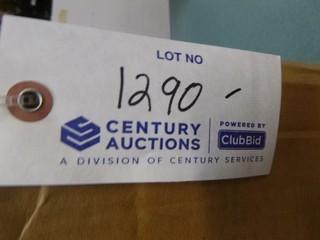 LOT NO
1290 -
CENTURY AUCTIONS
POWERED BY
ClubBid
A DIVISION OF CENTURY SERVICES